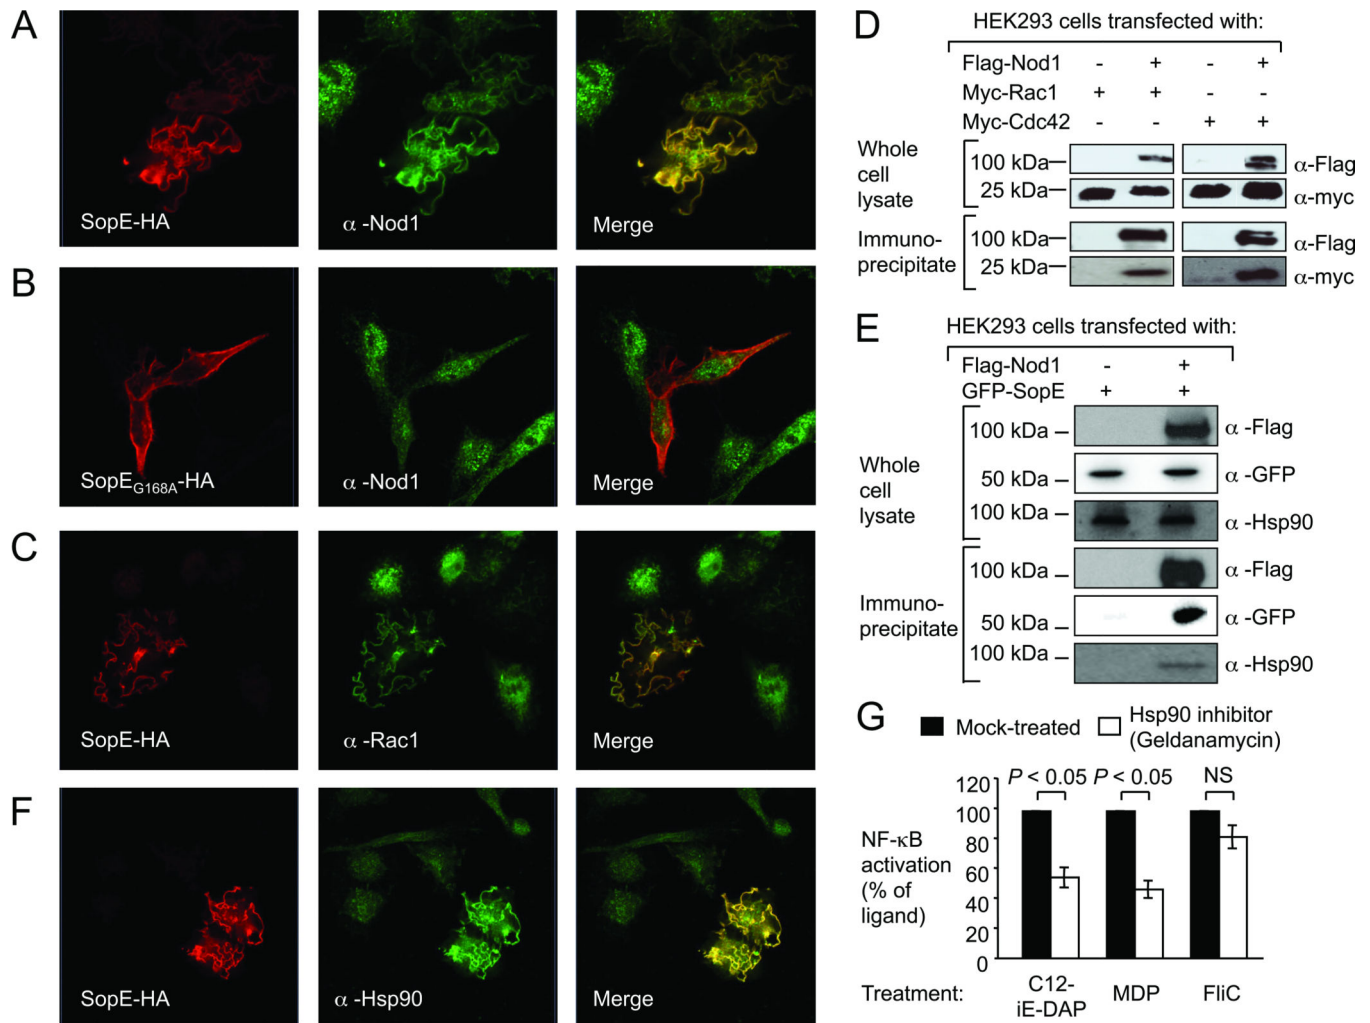 A
SopE-HA
α -Nod1
Merge
B
SopE_G168A-HA
α -Nod1
Merge
C
SopE-HA
α -Rac1
Merge
F
SopE-HA
α -Hsp90
Merge
D
HEK293 cells transfected with:
Flag-Nod1 - + - +
Myc-Rac1 + + - -
Myc-Cdc42 - - + +
Whole cell lysate
100 kDa α-Flag
25 kDa α-myc
Immuno-precipitate
100 kDa α-Flag
25 kDa α-myc
E
HEK293 cells transfected with:
Flag-Nod1 - +
GFP-SopE + +
Whole cell lysate
100 kDa α -Flag
50 kDa α -GFP
100 kDa α -Hsp90
Immuno-precipitate
100 kDa α -Flag
50 kDa α -GFP
100 kDa α -Hsp90
G
Mock-treated
Hsp90 inhibitor
(Geldanamycin)
P < 0.05 P < 0.05 NS
NF-κB
activation
(% of
ligand)
120
100
80
60
40
20
0
Treatment:
C12-
iE-DAP
MDP
FliC